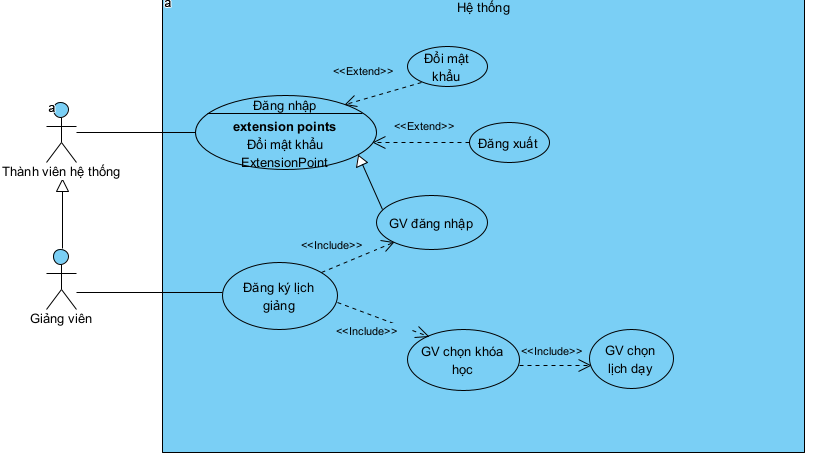 a
Hệ thống
Đổi mật
khẩu
<<Extend>>
Đăng nhập
extension points
Đổi mật khẩu
ExtensionPoint
<<Extend>>
Đăng xuất
a
Thành viên hệ thống
GV đăng nhập
<<Include>>
Đăng ký lịch
giảng
Giảng viên
<<Include>>
GV chọn khóa
học
<<Include>>
GV chọn
lịch dạy